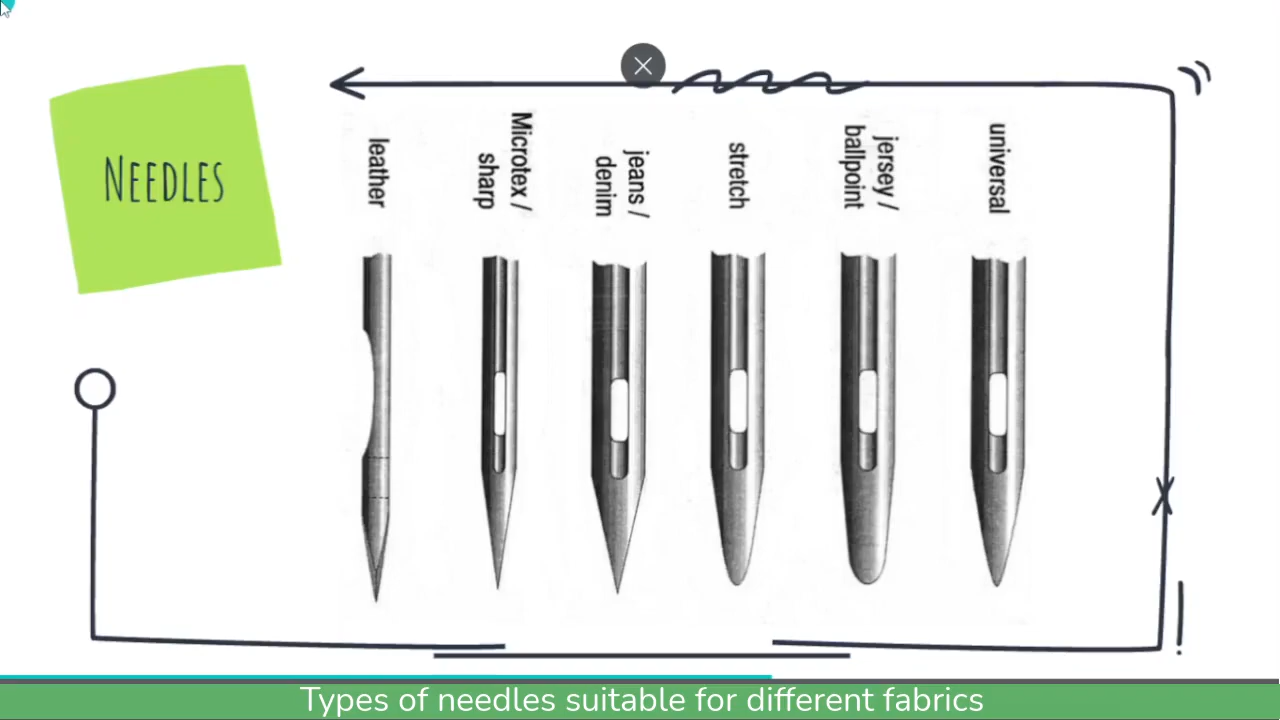 NEEDLES
leather
Microtex /
sharp
jeans /
denim
stretch
jersey /
ballpoint
universal
Types of needles suitable for different fabrics